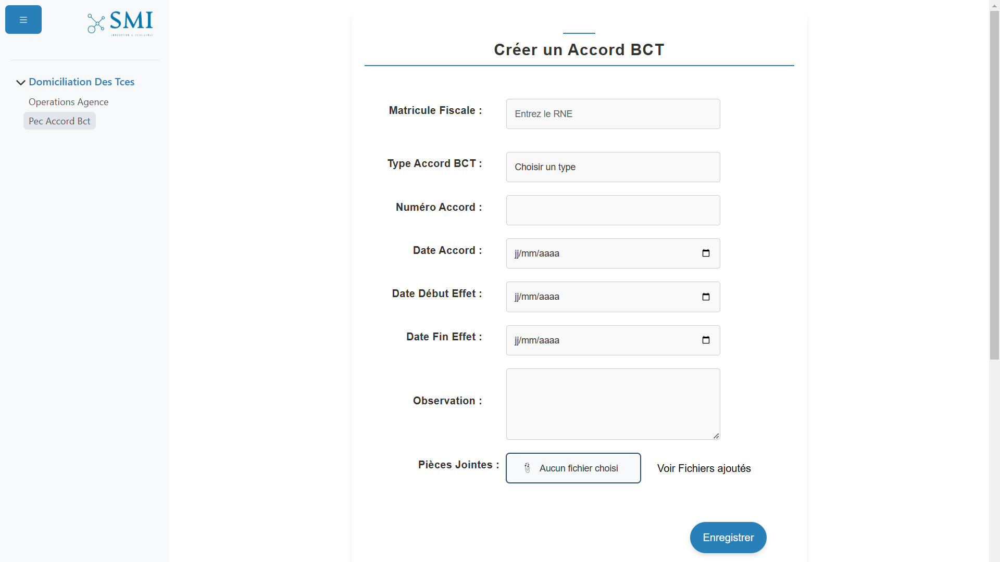 SMI
Domiciliation Des Tces
Operations Agence
Pec Accord Bct
Créer un Accord BCT
Matricule Fiscale :
Entrez le RNE
Type Accord BCT :
Choisir un type
Numéro Accord :
Date Accord :
jj/mm/aaaa
Date Début Effet :
jj/mm/aaaa
Date Fin Effet :
jj/mm/aaaa
Observation :
Pièces Jointes :
Aucun fichier choisi
Voir Fichiers ajoutés
Enregistrer